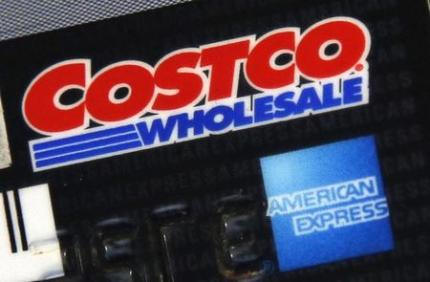 COSTCO
WHOLESALE
AMERICAN
EXPRESS